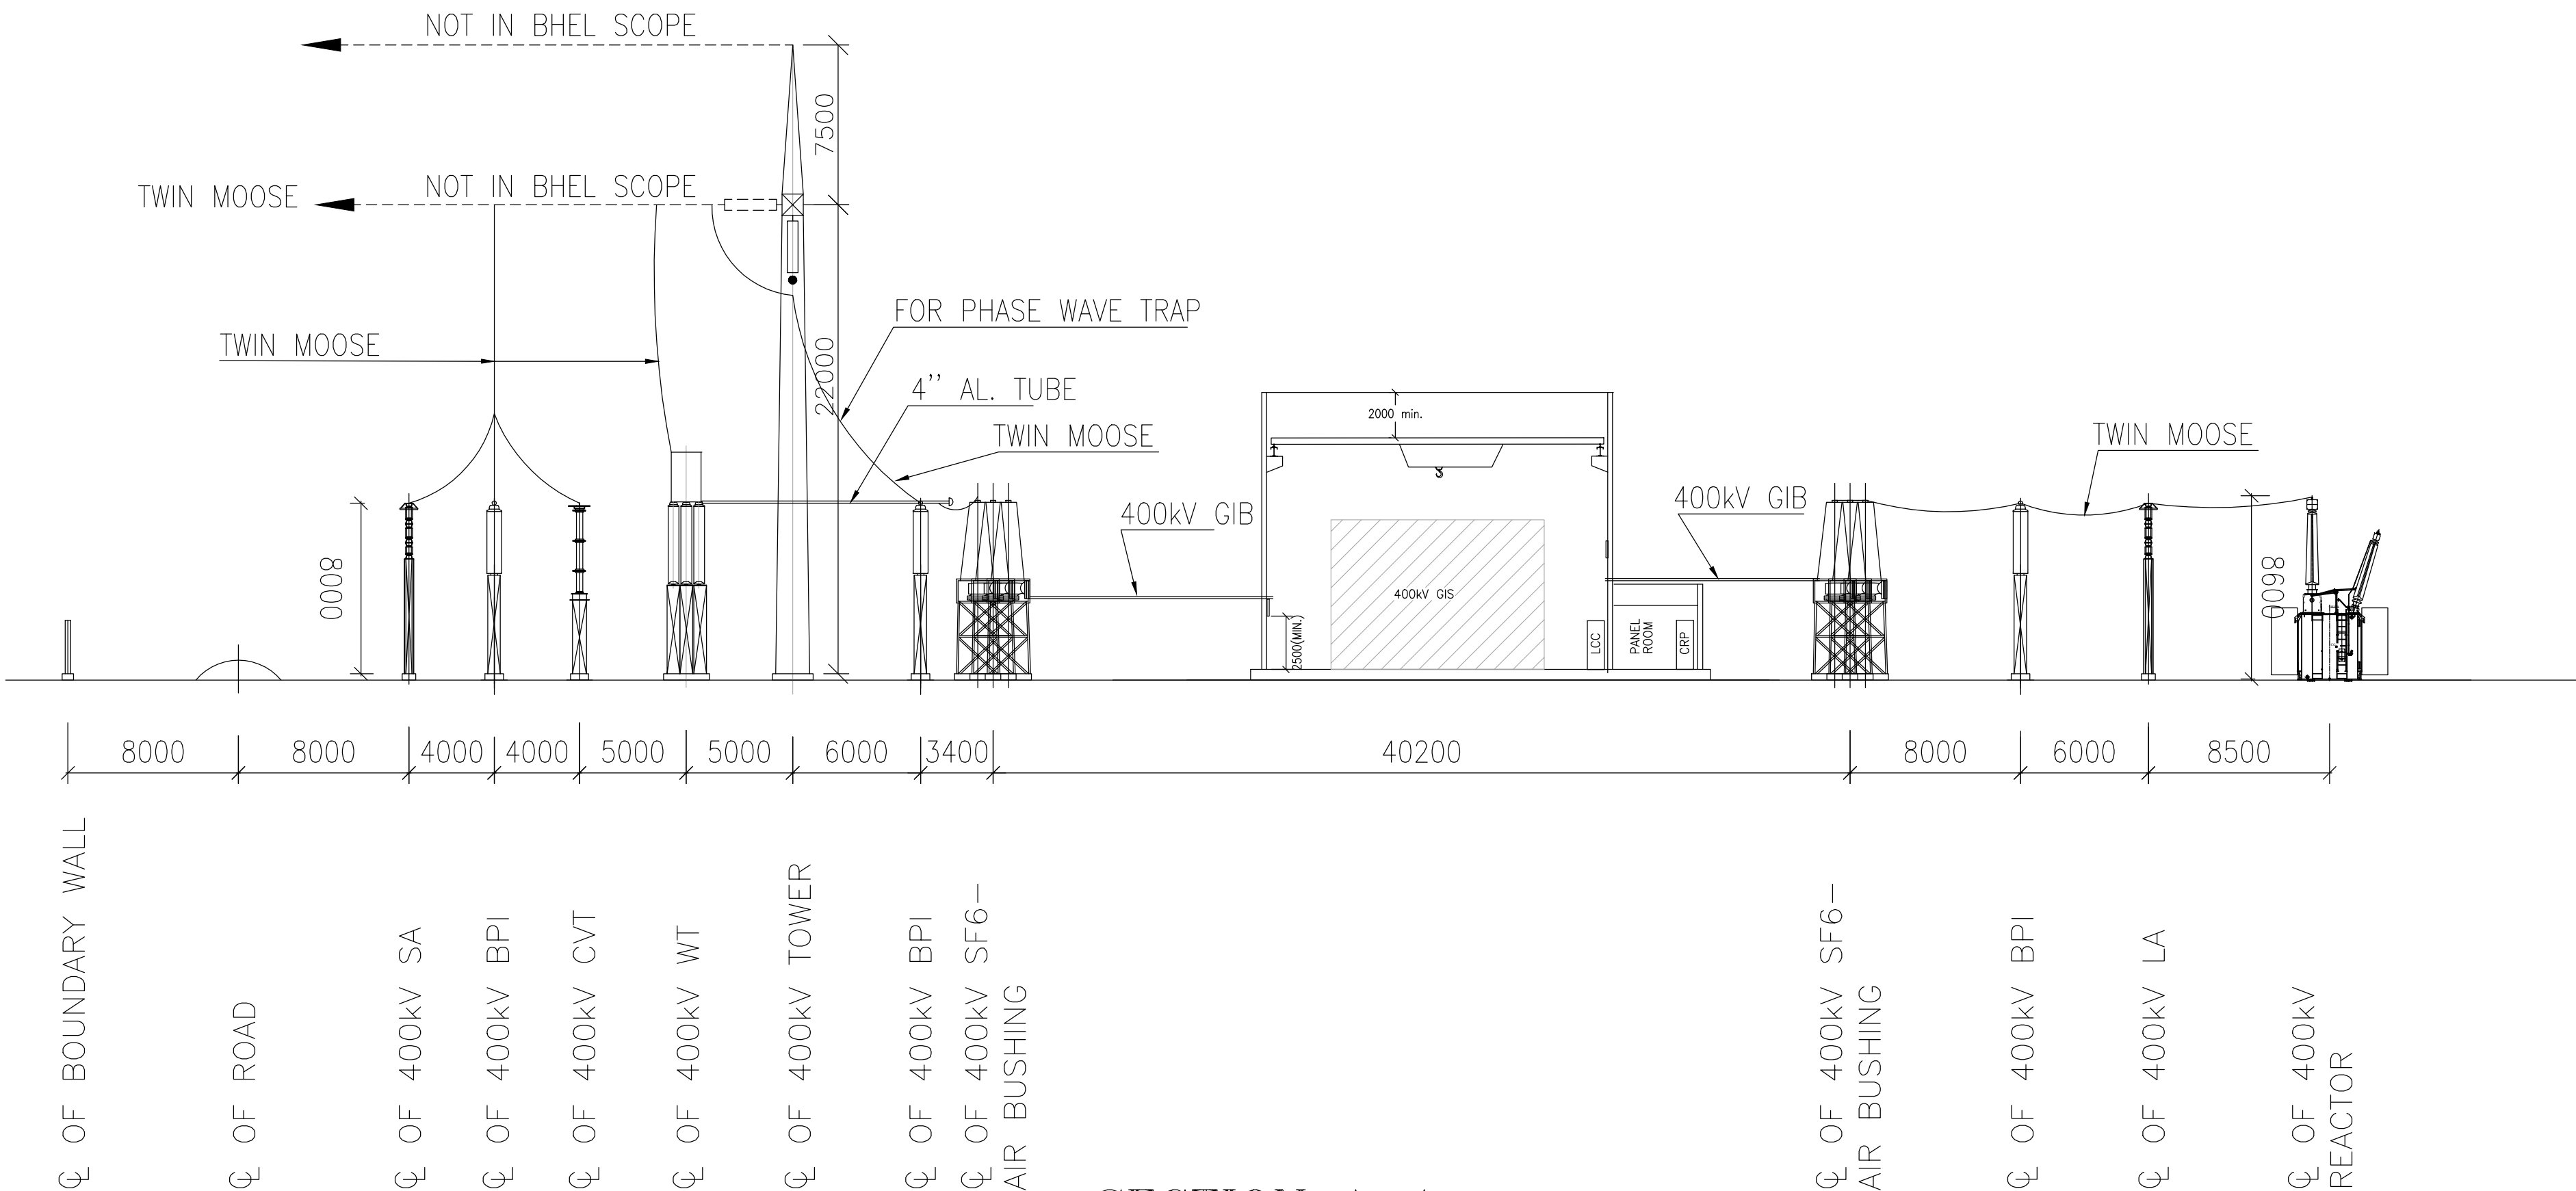 NOT IN BHEL SCOPE
7500
TWIN MOOSE
NOT IN BHEL SCOPE
FOR PHASE WAVE TRAP
TWIN MOOSE
22000
4'' AL. TUBE
2000 min.
TWIN MOOSE
TWIN MOOSE
400kV GIB
400kV GIB
8000
8600
400kV GIS
2500(MIN.)
LCC
PANEL
ROOM
CRP
8000
8000
4000
4000
5000
5000
6000
3400
40200
8000
6000
8500
℄ OF BOUNDARY WALL
℄ OF ROAD
℄ OF 400kV SA
℄ OF 400kV BPI
℄ OF 400kV CVT
℄ OF 400kV WT
℄ OF 400kV TOWER
℄ OF 400kV BPI
℄ OF 400kV SF6-
AIR BUSHING
℄ OF 400kV SF6-
AIR BUSHING
℄ OF 400kV BPI
℄ OF 400kV LA
℄ OF 400kV
REACTOR